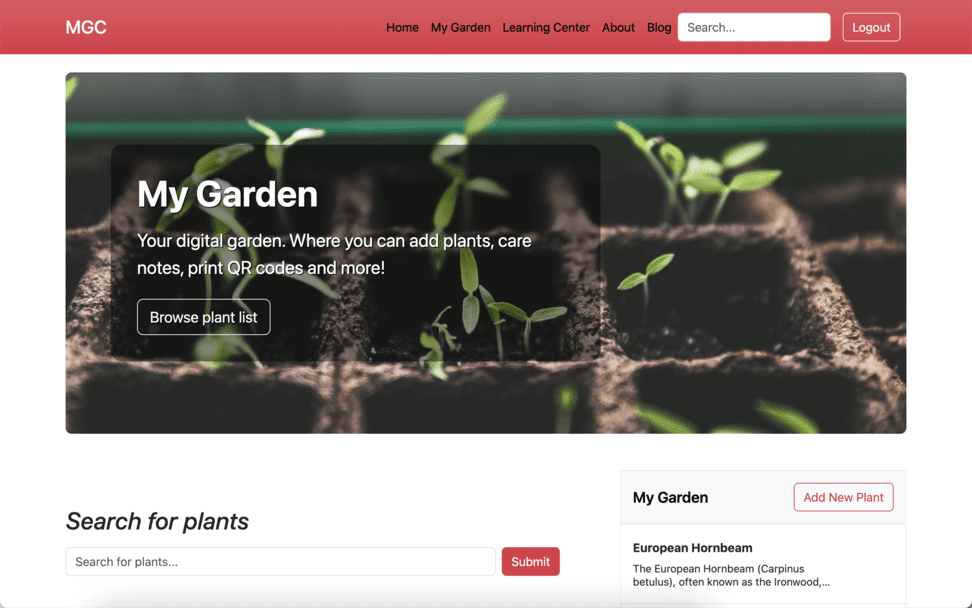 MGC
Home My Garden Learning Center About Blog Search... Logout
My Garden
Your digital garden. Where you can add plants, care
notes, print QR codes and more!
Browse plant list
Search for plants
Search for plants... Submit
My Garden Add New Plant
European Hornbeam
The European Hornbeam (Carpinus
betulus), often known as the Ironwood,...